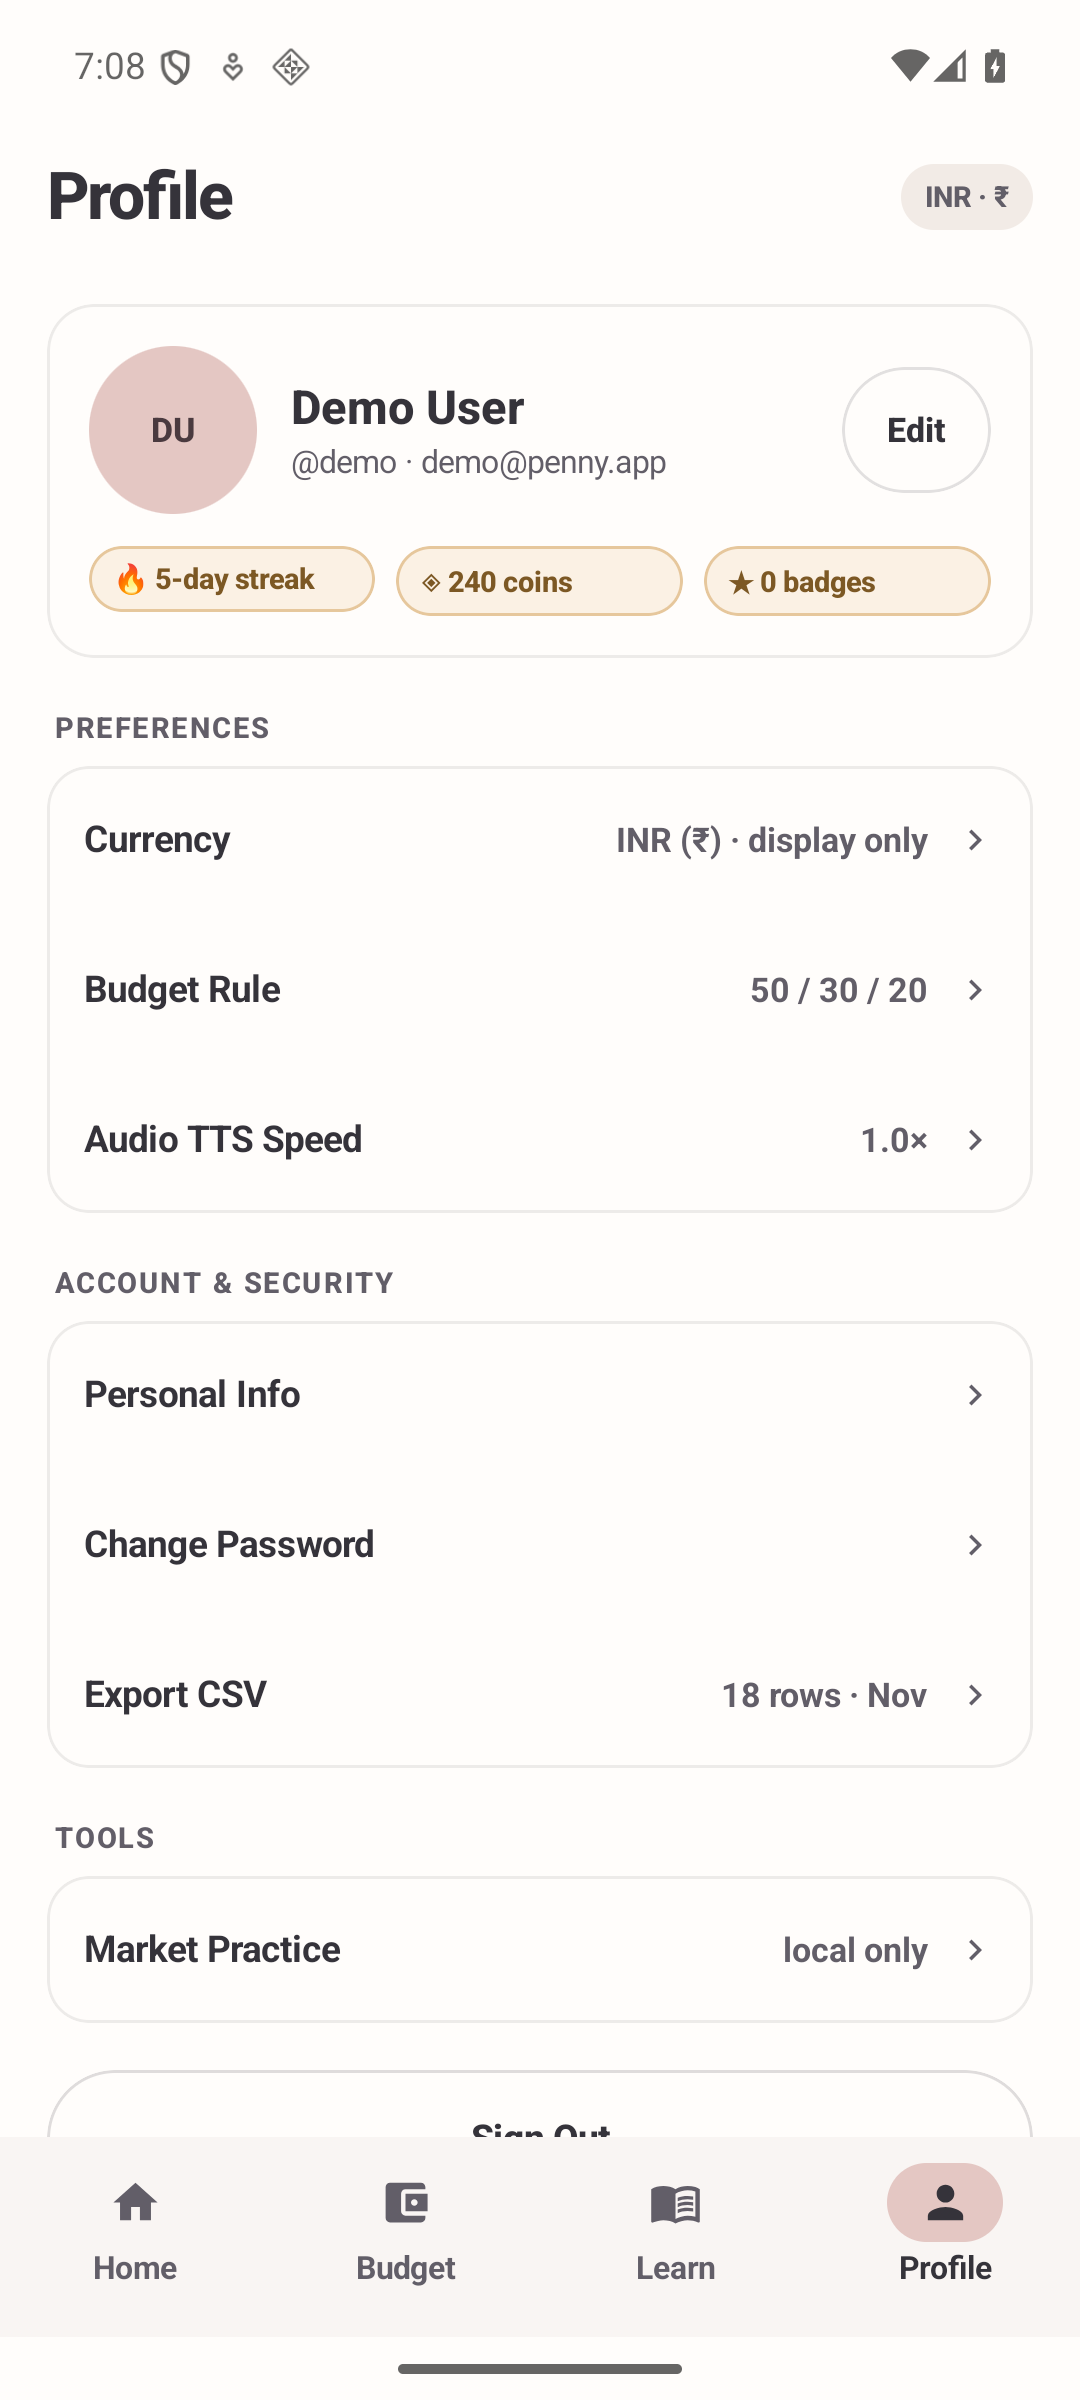 7:08
Profile
INR · ₹
DU
Demo User
@demo · demo@penny.app
Edit
🔥 5-day streak
240 coins
★ 0 badges
PREFERENCES
Currency
INR (₹) · display only
Budget Rule
50 / 30 / 20
Audio TTS Speed
1.0×
ACCOUNT & SECURITY
Personal Info
Change Password
Export CSV
18 rows · Nov
TOOLS
Market Practice
local only
Sign Out
Home
Budget
Learn
Profile